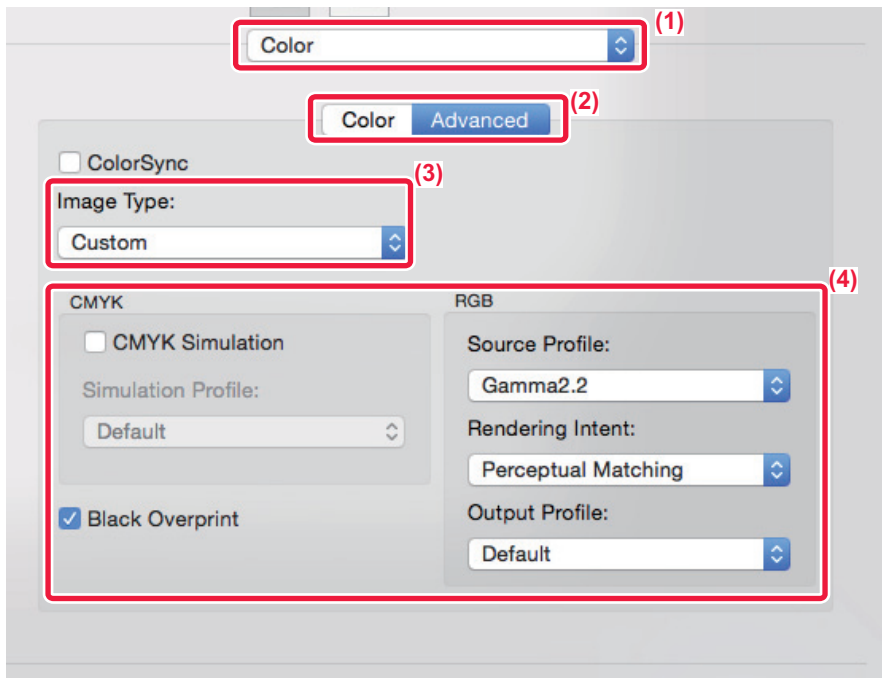 Color
(1)
Color Advanced
(2)
ColorSync
(3)
Image Type:
Custom
(4)
CMYK
CMYK Simulation
Simulation Profile:
Default
Black Overprint
RGB
Source Profile:
Gamma2.2
Rendering Intent:
Perceptual Matching
Output Profile:
Default